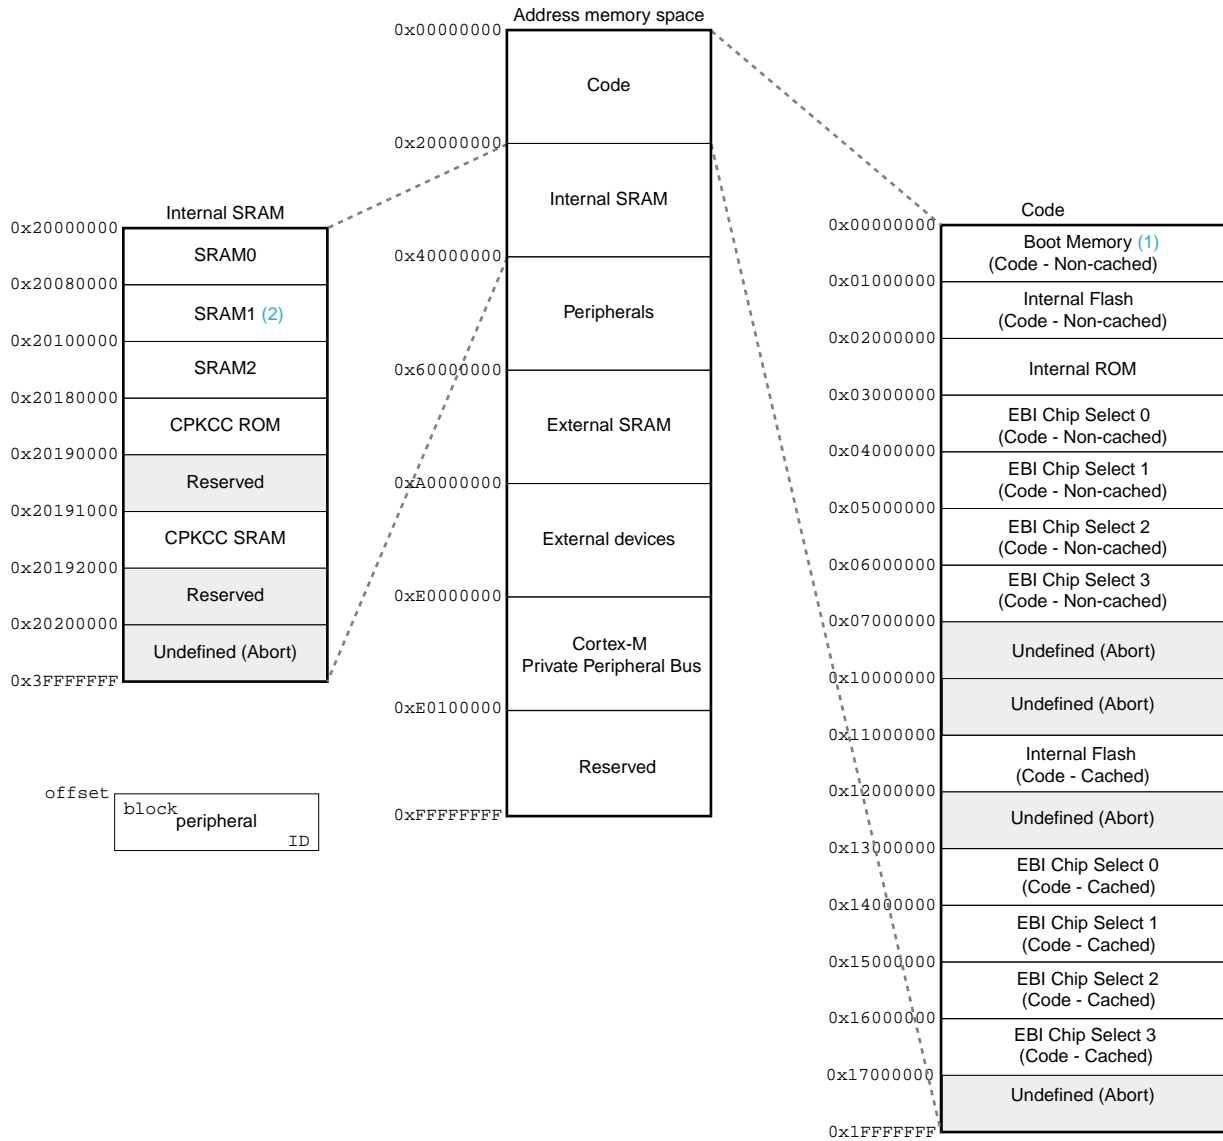 Address memory space
0x00000000
Code
0x20000000
Internal SRAM
0x40000000
Peripherals
0x60000000
External SRAM
0xA0000000
External devices
0xE0000000
Cortex-M
Private Peripheral Bus
0xE0100000
Reserved
0xFFFFFFFF
Internal SRAM
0x20000000
SRAM0
0x20080000
SRAM1 (2)
0x20100000
SRAM2
0x20180000
CPKCC ROM
0x20190000
Reserved
0x20191000
CPKCC SRAM
0x20192000
Reserved
0x20200000
Undefined (Abort)
0x3FFFFFFF
offset
block
peripheral
ID
Code
0x00000000
Boot Memory (1)
(Code - Non-cached)
0x01000000
Internal Flash
(Code - Non-cached)
0x02000000
Internal ROM
0x03000000
EBI Chip Select 0
(Code - Non-cached)
0x04000000
EBI Chip Select 1
(Code - Non-cached)
0x05000000
EBI Chip Select 2
(Code - Non-cached)
0x06000000
EBI Chip Select 3
(Code - Non-cached)
0x07000000
Undefined (Abort)
0x10000000
Undefined (Abort)
0x11000000
Internal Flash
(Code - Cached)
0x12000000
Undefined (Abort)
0x13000000
EBI Chip Select 0
(Code - Cached)
0x14000000
EBI Chip Select 1
(Code - Cached)
0x15000000
EBI Chip Select 2
(Code - Cached)
0x16000000
EBI Chip Select 3
(Code - Cached)
0x17000000
Undefined (Abort)
0x1FFFFFFF